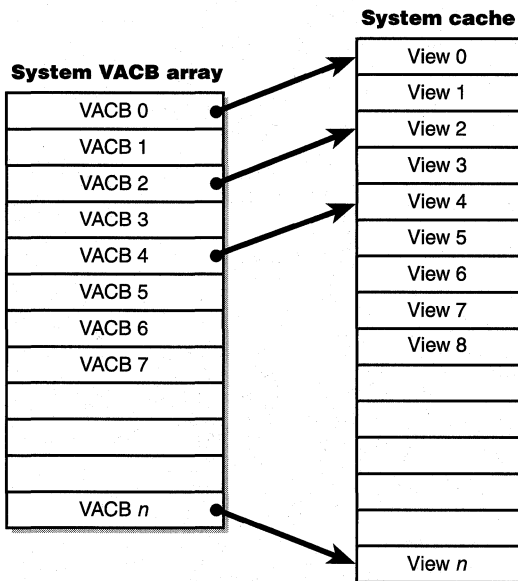 System VACB array
VACB 0
VACB 1
VACB 2
VACB 3
VACB 4
VACB 5
VACB 6
VACB 7
VACB n
System cache
View 0
View 1
View 2
View 3
View 4
View 5
View 6
View 7
View 8
View n